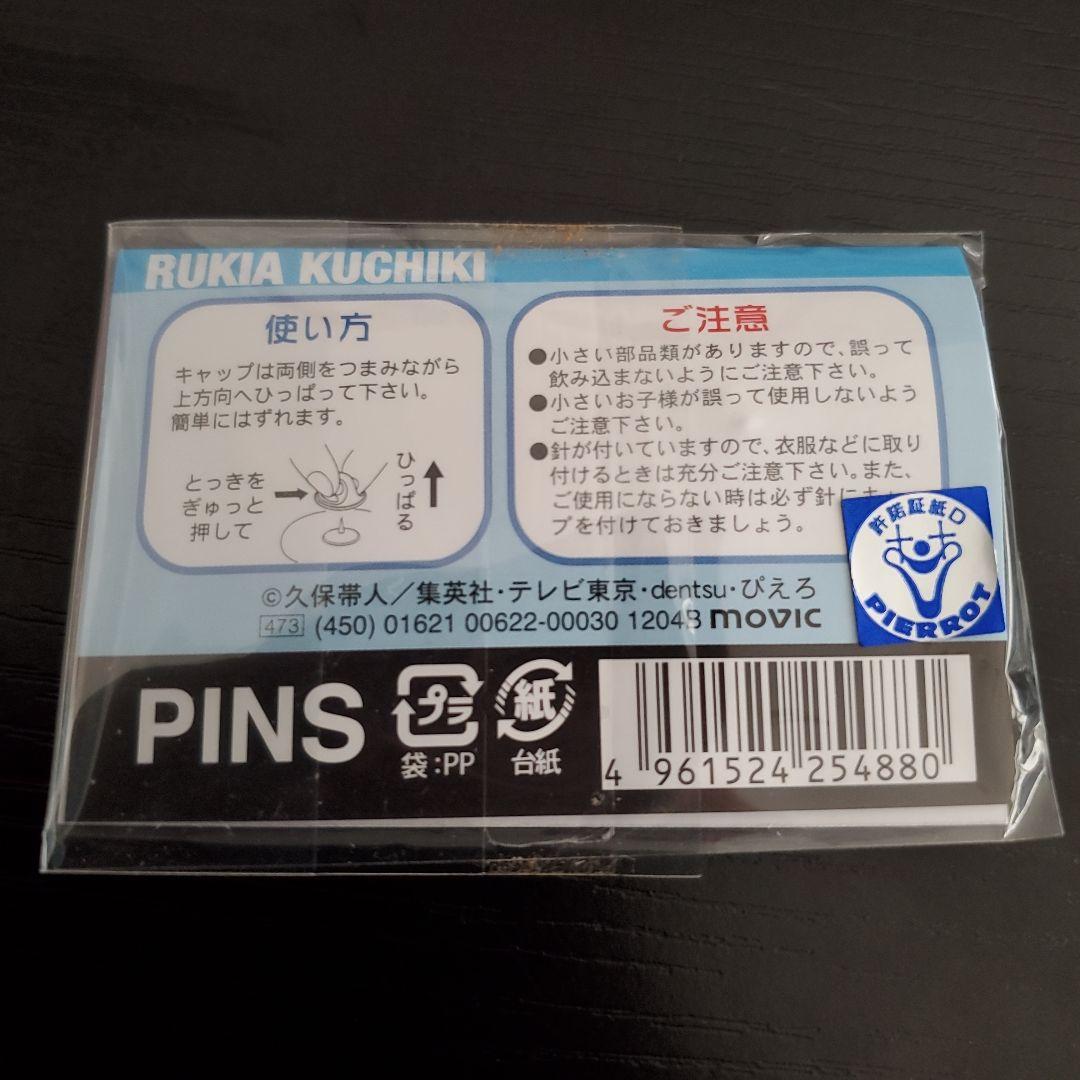 RUKIA KUCHIKI
使い方
キャップは両側をつまみながら
上方向へひっぱって下さい。
簡単にはずれます。
とっきを
ぎゅっと
押して
ひっぱる
ご注意
●小さい部品類がありますので、誤って
飲み込まないようにご注意下さい。
●小さいお子様が誤って使用しないよう
ご注意下さい。
●針が付いていますので、衣服などに取り
付けるときは充分ご注意下さい。また、
ご使用にならない時は必ず針にキャッ
プを付けておきましょう。
許諾証紙D
PIERROT
©久保帯人／集英社・テレビ東京・dentsu・ぴえろ
473 (450) 01621 00622-00030 12048 movic
PINS
プラ
袋:PP
紙
台紙
4 961524 254880